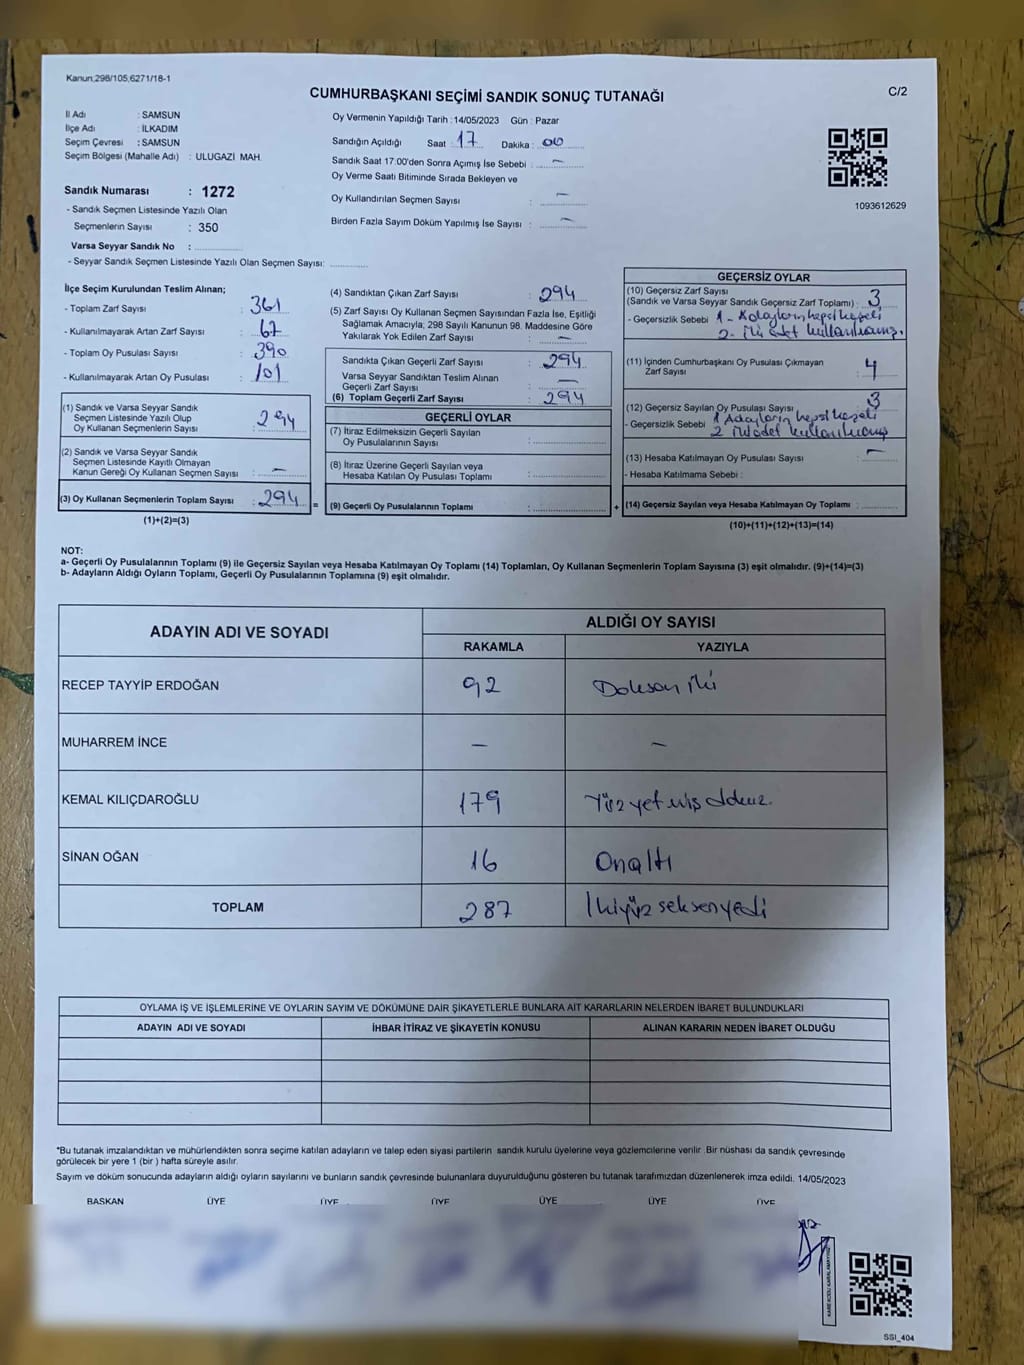 Kanun;298/105;6271/18-1
CUMHURBAŞKANI SEÇİMİ SANDIK SONUÇ TUTANAĞI
C/2
İl Adı : SAMSUN
İlçe Adı : İLKADIM
Seçim Çevresi : SAMSUN
Seçim Bölgesi (Mahalle Adı) : ULUGAZİ MAH.
Sandık Numarası : 1272
- Sandık Seçmen Listesinde Yazılı Olan
Seçmenlerin Sayısı : 350
Varsa Seyyar Sandık No :
- Seyyar Sandık Seçmen Listesinde Yazılı Olan Seçmen Sayısı:
Oy Vermenin Yapıldığı Tarih : 14/05/2023 Gün : Pazar
Sandığın Açıldığı Saat : 17 Dakika : 00
Sandık Saat 17:00'den Sonra Açımış İse Sebebi : –
Oy Verme Saati Bitiminde Sırada Bekleyen ve
Oy Kullandırılan Seçmen Sayısı : –
Birden Fazla Sayım Döküm Yapılmış İse Sayısı : –
1093612629
İlçe Seçim Kurulundan Teslim Alınan;
- Toplam Zarf Sayısı : 361
- Kullanılmayarak Artan Zarf Sayısı : 67
- Toplam Oy Pusulası Sayısı : 390
- Kullanılmayarak Artan Oy Pusulası : 101
(1) Sandık ve Varsa Seyyar Sandık
Seçmen Listesinde Yazılı Olup
Oy Kullanan Seçmenlerin Sayısı : 294
(2) Sandık ve Varsa Seyyar Sandık
Seçmen Listesinde Kayıtlı Olmayan
Kanun Gereği Oy Kullanan Seçmen Sayısı : –
(3) Oy Kullanan Seçmenlerin Toplam Sayısı : 294 =
(1)+(2)=(3)
(4) Sandıktan Çıkan Zarf Sayısı : 294
(5) Zarf Sayısı Oy Kullanan Seçmen Sayısından Fazla İse, Eşitliği
Sağlamak Amacıyla; 298 Sayılı Kanunun 98. Maddesine Göre
Yakılarak Yok Edilen Zarf Sayısı : –
Sandıkta Çıkan Geçerli Zarf Sayısı : 294
Varsa Seyyar Sandıktan Teslim Alınan
Geçerli Zarf Sayısı : –
(6) Toplam Geçerli Zarf Sayısı : 294
GEÇERLİ OYLAR
(7) İtiraz Edilmeksizin Geçerli Sayılan
Oy Pusulalarının Sayısı :
(8) İtiraz Üzerine Geçerli Sayılan veya
Hesaba Katılan Oy Pusulası Toplamı :
(9) Geçerli Oy Pusulalarının Toplamı : +
GEÇERSİZ OYLAR
(10) Geçersiz Zarf Sayısı
(Sandık ve Varsa Seyyar Sandık Geçersiz Zarf Toplamı) : 3
- Geçersizlik Sebebi : 1 - Adayların hepsi kaşeli
2 - İki adet kullanılmış.
(11) İçinden Cumhurbaşkanı Oy Pusulası Çıkmayan
Zarf Sayısı : 4
(12) Geçersiz Sayılan Oy Pusulası Sayısı : 3
- Geçersizlik Sebebi : 1 Adayların hepsi kaşeli
2 kullanılmış
(13) Hesaba Katılmayan Oy Pusulası Sayısı : –
- Hesaba Katılmama Sebebi :
(14) Geçersiz Sayılan veya Hesaba Katılmayan Oy Toplamı :
(10)+(11)+(12)+(13)=(14)
NOT:
a- Geçerli Oy Pusulalarının Toplamı (9) ile Geçersiz Sayılan veya Hesaba Katılmayan Oy Toplamı (14) Toplamları, Oy Kullanan Seçmenlerin Toplam Sayısına (3) eşit olmalıdır. (9)+(14)=(3)
b- Adayların Aldığı Oyların Toplamı, Geçerli Oy Pusulalarının Toplamına (9) eşit olmalıdır.
ADAYIN ADI VE SOYADI
ALDIĞI OY SAYISI
RAKAMLA YAZIYLA
RECEP TAYYİP ERDOĞAN 92 Doksan iki
MUHARREM İNCE – –
KEMAL KILIÇDAROĞLU 179 Yüzyetmişdokuz
SİNAN OĞAN 16 Onaltı
TOPLAM 287 İkiyüzseksenyedi
OYLAMA İŞ VE İŞLEMLERİNE VE OYLARIN SAYIM VE DÖKÜMÜNE DAİR ŞİKAYETLERLE BUNLARA AİT KARARLARIN NELERDEN İBARET BULUNDUKLARI
ADAYIN ADI VE SOYADI İHBAR İTİRAZ VE ŞİKAYETİN KONUSU ALINAN KARARIN NEDEN İBARET OLDUĞU
*Bu tutanak imzalandıktan ve mühürlendikten sonra seçime katılan adayların ve talep eden siyasi partilerin sandık kurulu üyelerine veya gözlemcilerine verilir. Bir nüshası da sandık çevresinde
görülecek bir yere 1 (bir ) hafta süreyle asılır.
Sayım ve döküm sonucunda adayların aldığı oyların sayılarını ve bunların sandık çevresinde bulunanlara duyurulduğunu gösteren bu tutanak tarafımızdan düzenlenerek imza edildi. 14/05/2023
BAŞKAN ÜYE ÜYE ÜYE ÜYE ÜYE ÜYE
KARE KODU KARALAMAYINIZ
SSI_404